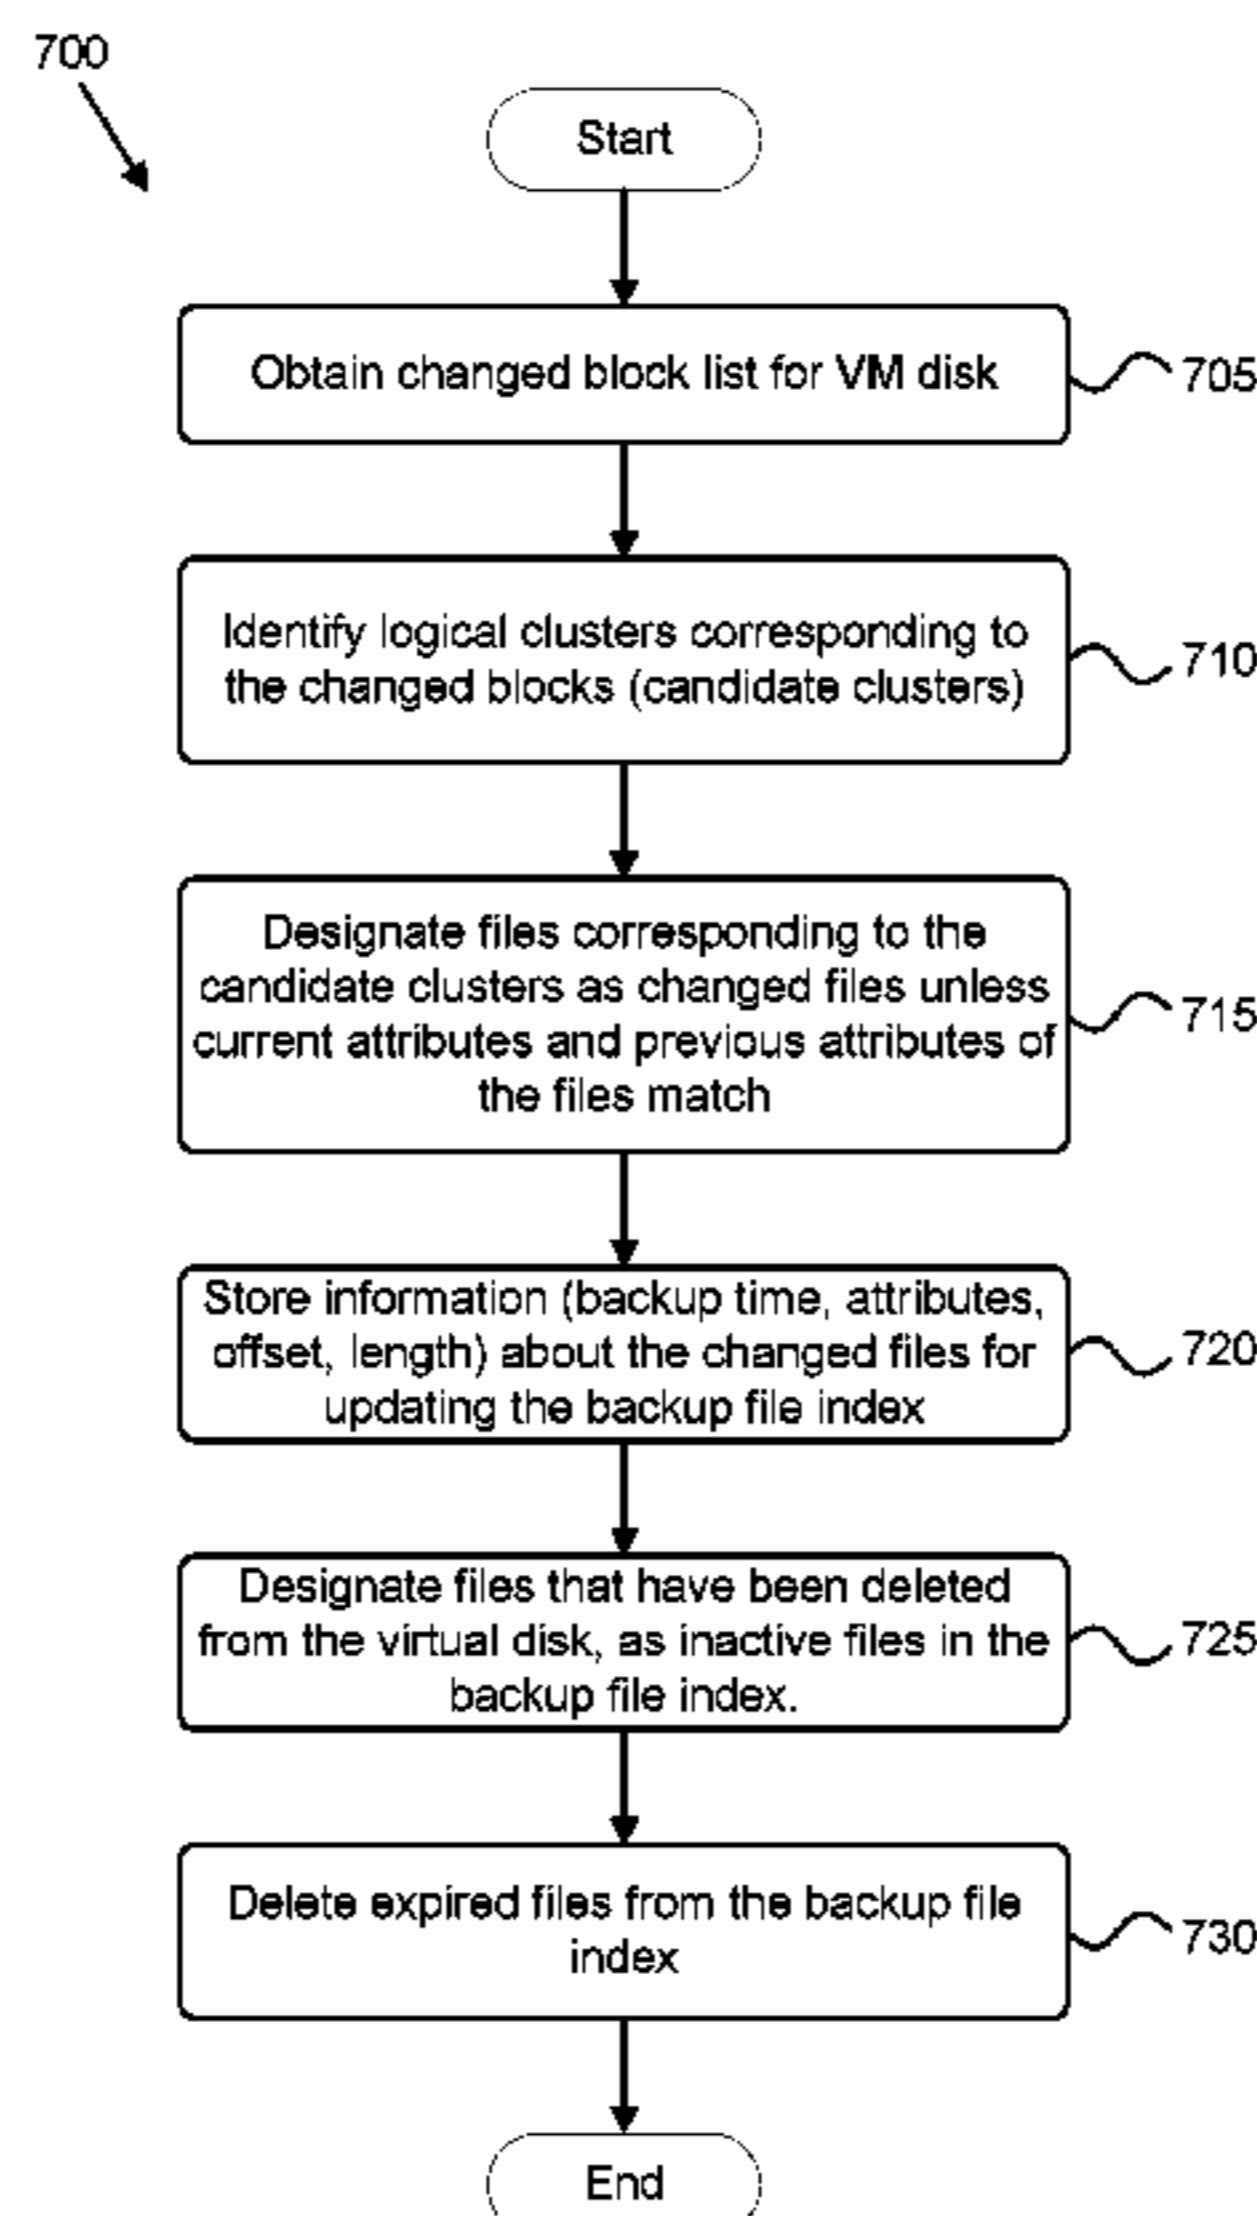 700
Start
Obtain changed block list for VM disk
705
Identify logical clusters corresponding to
the changed blocks (candidate clusters)
710
Designate files corresponding to the
candidate clusters as changed files unless
current attributes and previous attributes of
the files match
715
Store information (backup time, attributes,
offset, length) about the changed files for
updating the backup file index
720
Designate files that have been deleted
from the virtual disk, as inactive files in the
backup file index.
725
Delete expired files from the backup file
index
730
End